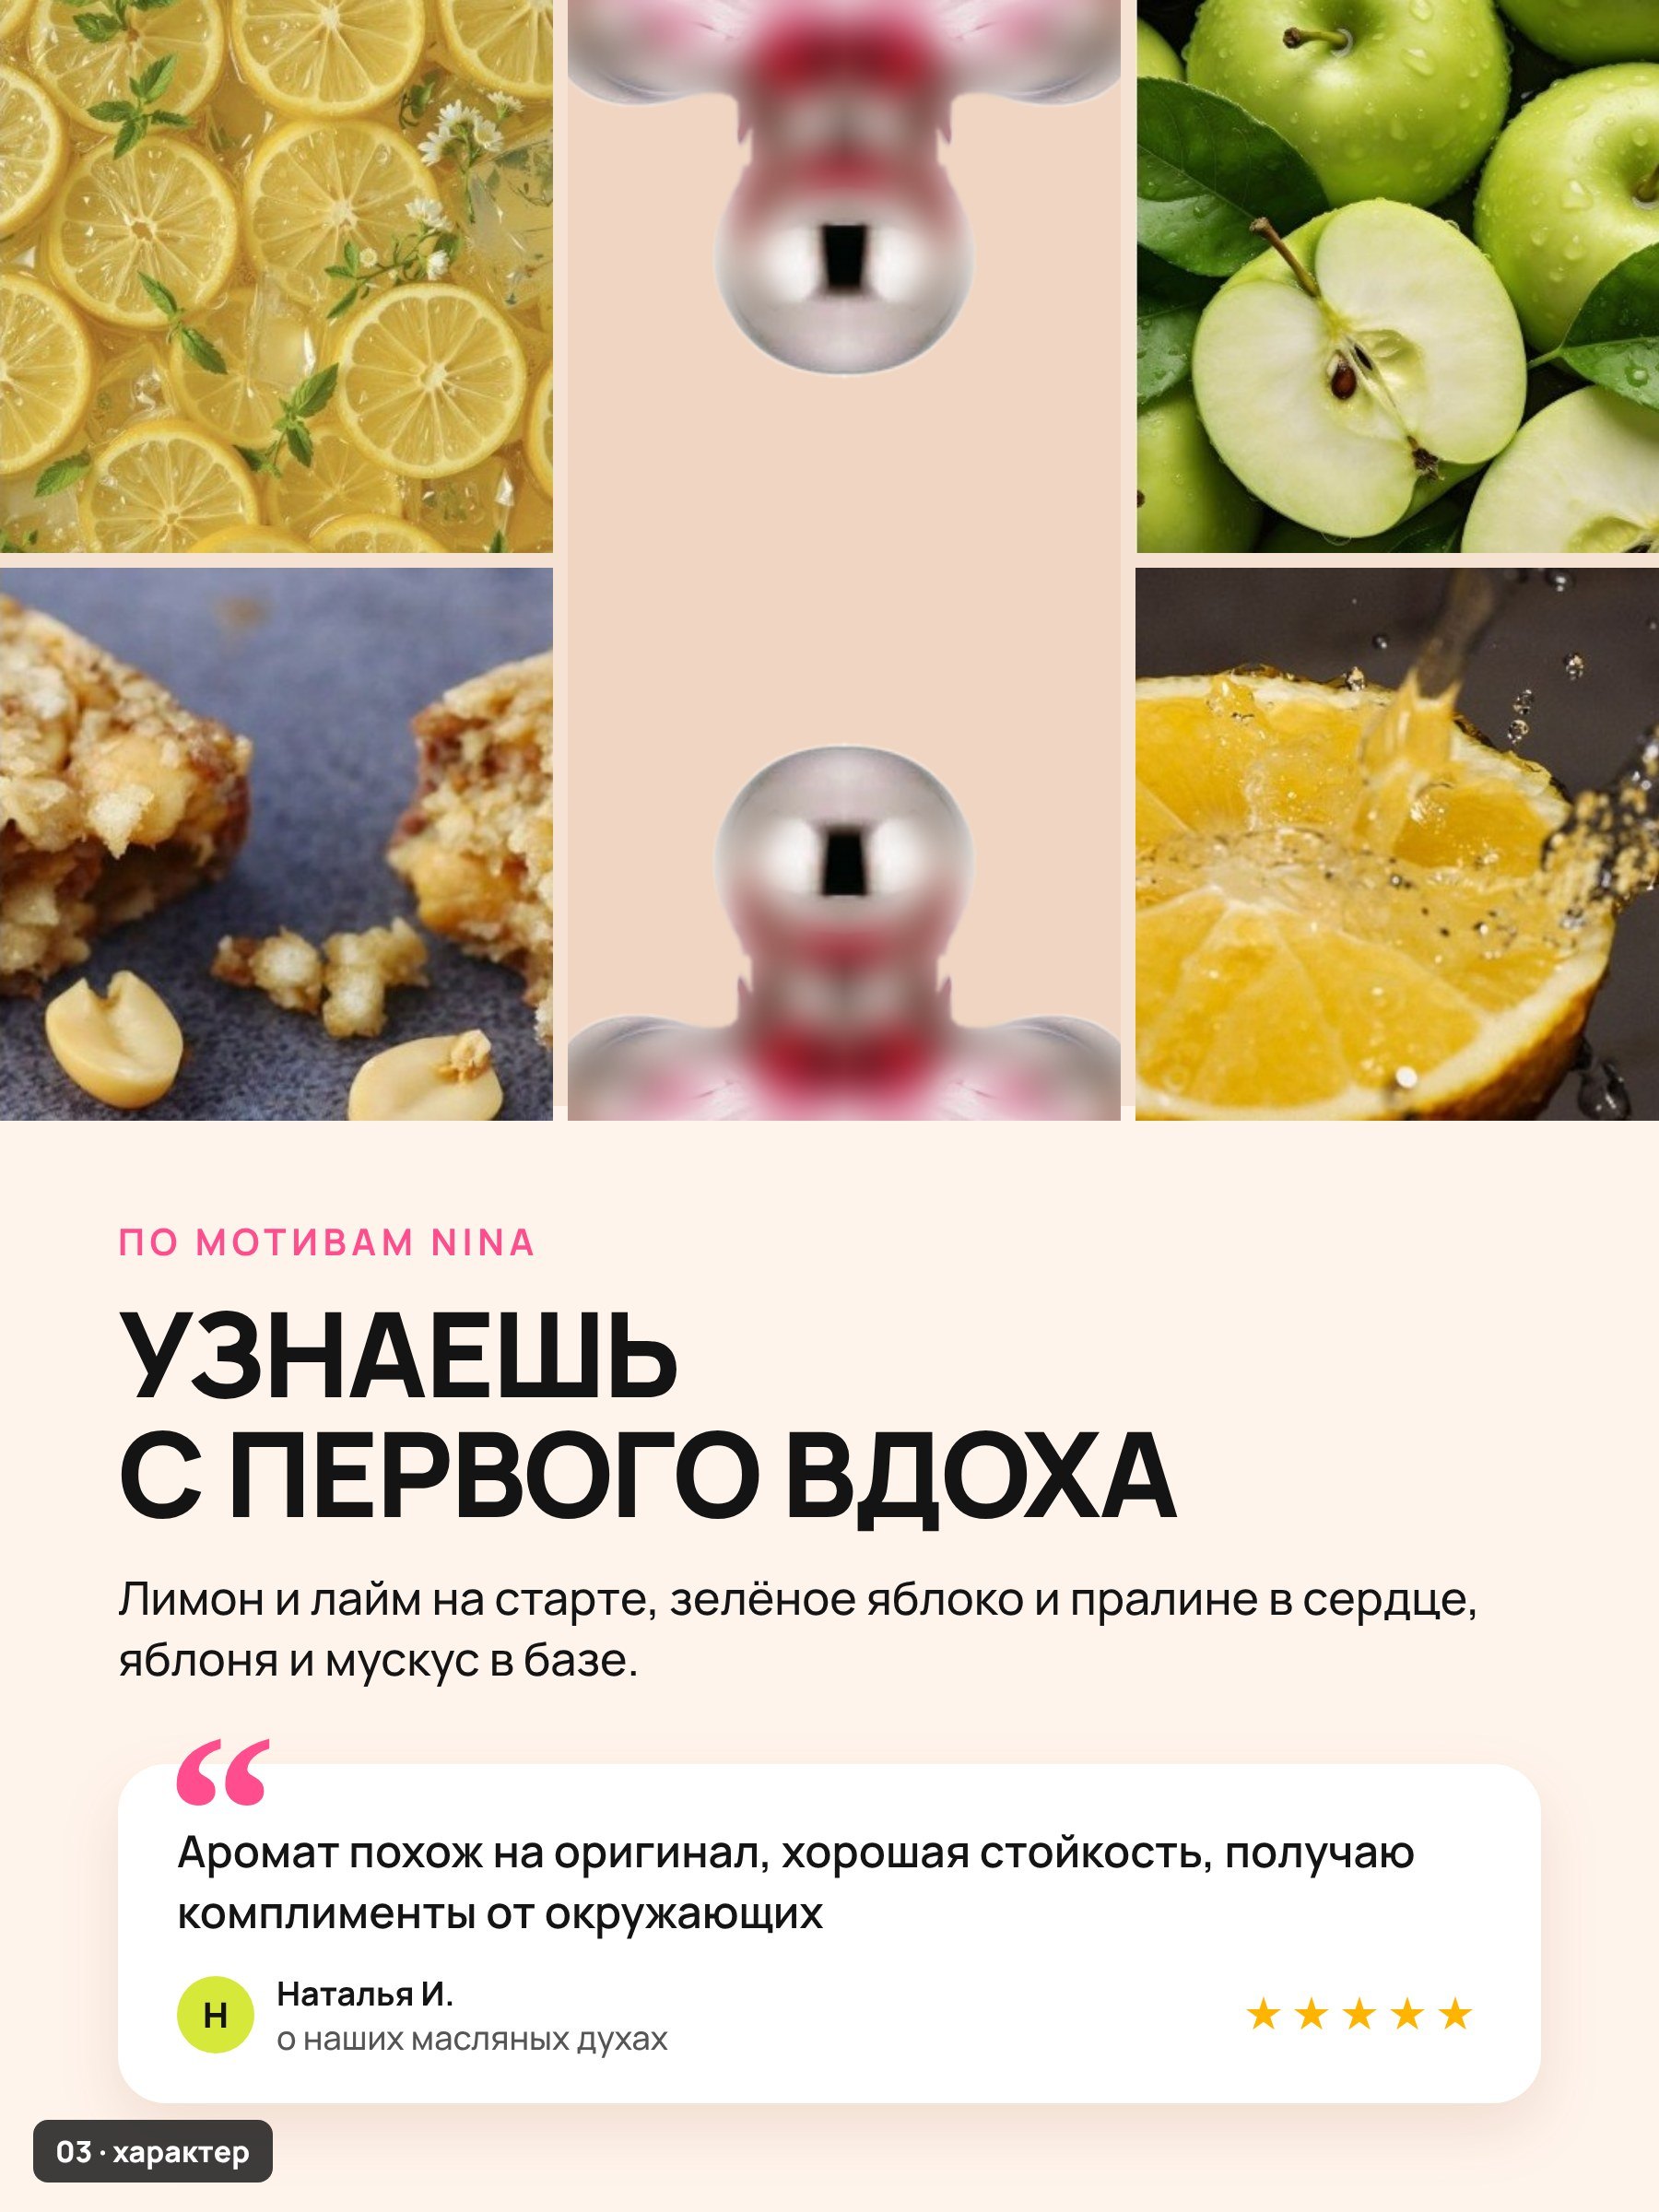 ПО МОТИВАМ NINA
УЗНАЕШЬ
С ПЕРВОГО ВДОХА
Лимон и лайм на старте, зелёное яблоко и пралине в сердце,
яблоня и мускус в базе.
“
Аромат похож на оригинал, хорошая стойкость, получаю
комплименты от окружающих
Н
Наталья И.
о наших масляных духах
★★★★★
03 · характер